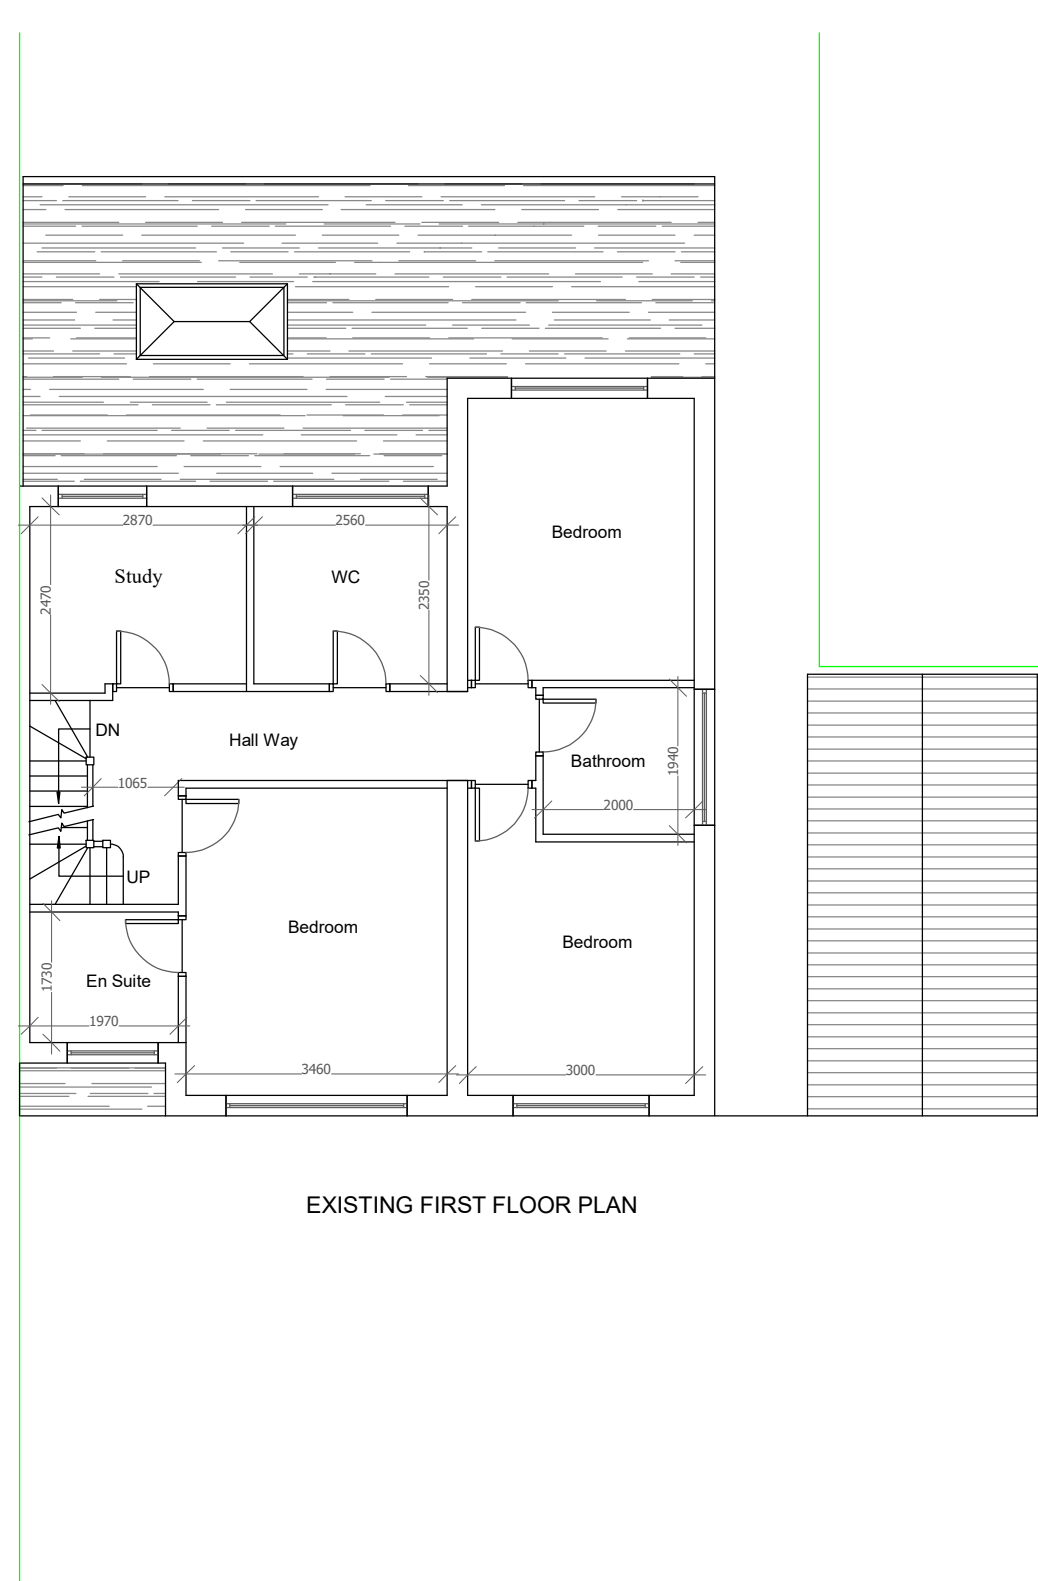 2870
2560
Bedroom
Study
WC
2470
2350
DN
Hall Way
Bathroom
1940
1065
2000
UP
Bedroom
Bedroom
1730
En Suite
1970
3460
3000
EXISTING FIRST FLOOR PLAN